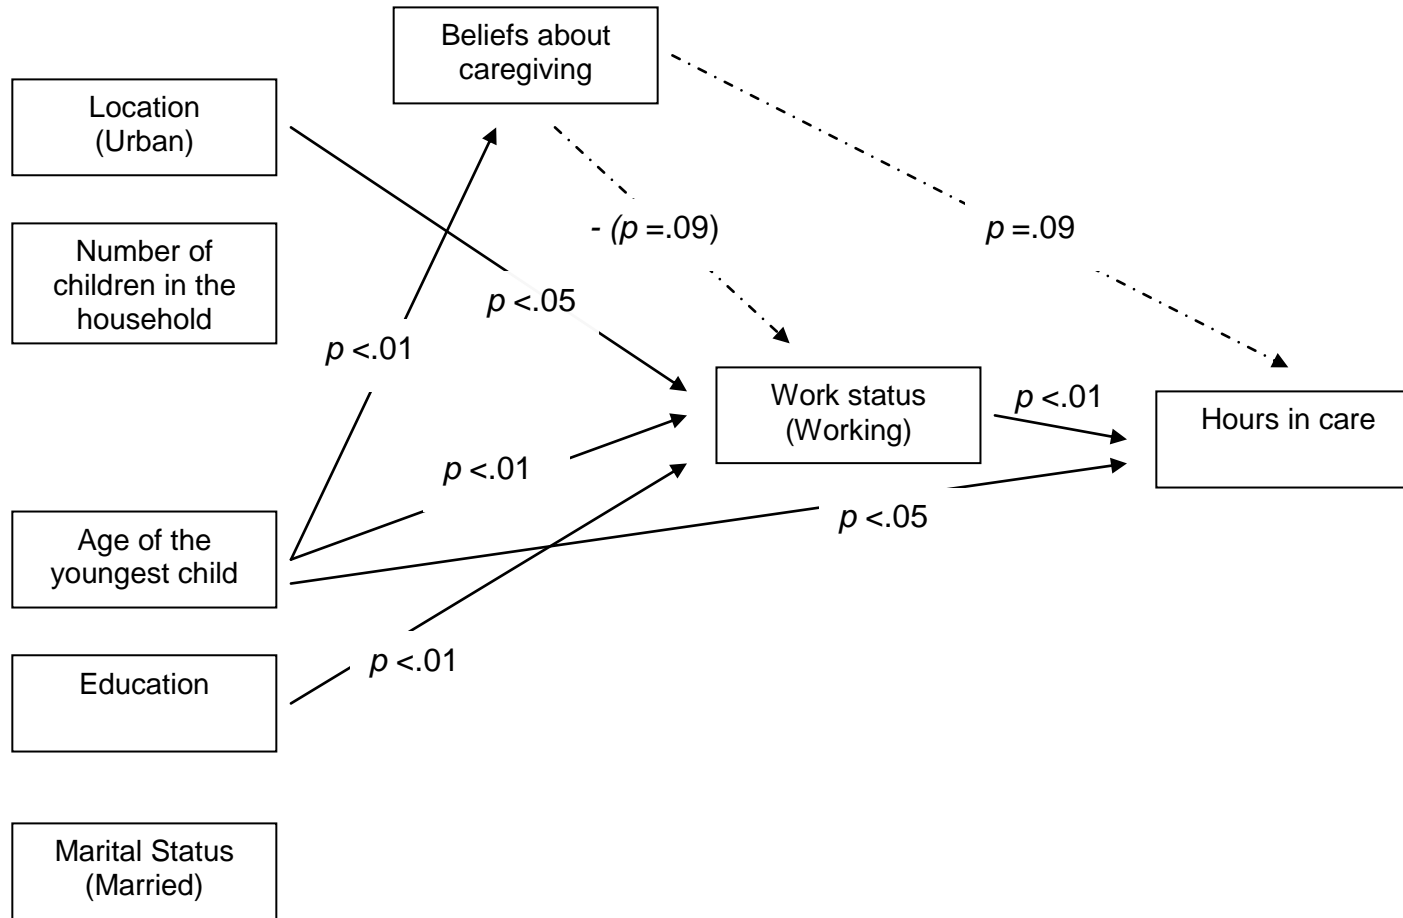 Beliefs about
caregiving
Location
(Urban)
Number of
children in the
household
- (p =.09)
p =.09
p <.05
p <.01
Work status
(Working)
p <.01
Hours in care
p <.01
p <.05
Age of the
youngest child
Education
p <.01
Marital Status
(Married)